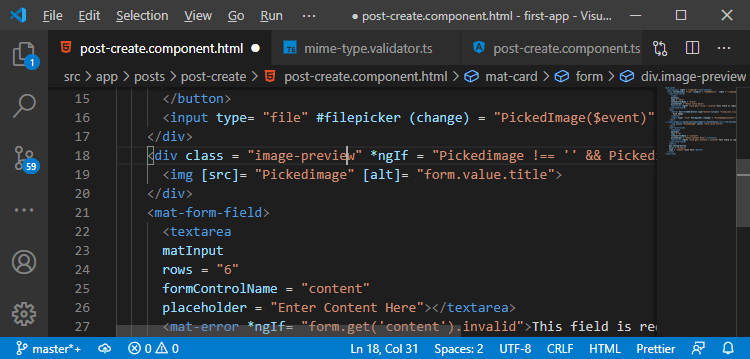 File Edit Selection View ··· ● post-create.component.html - first-app - Visu...
post-create.component.html ● mime-type.validator.ts post-create.component.ts
src > app > posts > post-create > post-create.component.html > mat-card > form > div.image-preview
15 </button>
16 <input type= "file" #filepicker (change) = "PickedImage($event)"
17 </div>
18 <div class = "image-preview" *ngIf = "Pickedimage !== '' && Picked
19 <img [src]= "Pickedimage" [alt]= "form.value.title">
20 </div>
21 <mat-form-field>
22 <textarea
23 matInput
24 rows = "6"
25 formControlName = "content"
26 placeholder = "Enter Content Here"></textarea>
27 <mat-error *ngIf= "form.get('content').invalid">This field is re
1
59
master*+ 0 0 Ln 18, Col 31 Spaces: 2 UTF-8 CRLF HTML Prettier